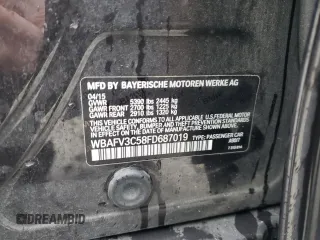 MFD BY BAYERISCHE MOTOREN WERKE AG
04/15
GVWR 5390 lbs 2445 kg
GAWR FRONT 2700 lbs 1225 kg
GAWR REAR 2910 lbs 1320 kg
THIS VEHICLE CONFORMS TO ALL APPLICABLE U.S. FEDERAL
MOTOR VEHICLE SAFETY, BUMPER, AND THEFT PREVENTION
STANDARDS IN EFFECT ON THE DATE OF MANUFACTURE
SHOWN ABOVE.
WBAFV3C58FD687019 TYPE: PASSENGER CAR
DREAMBID